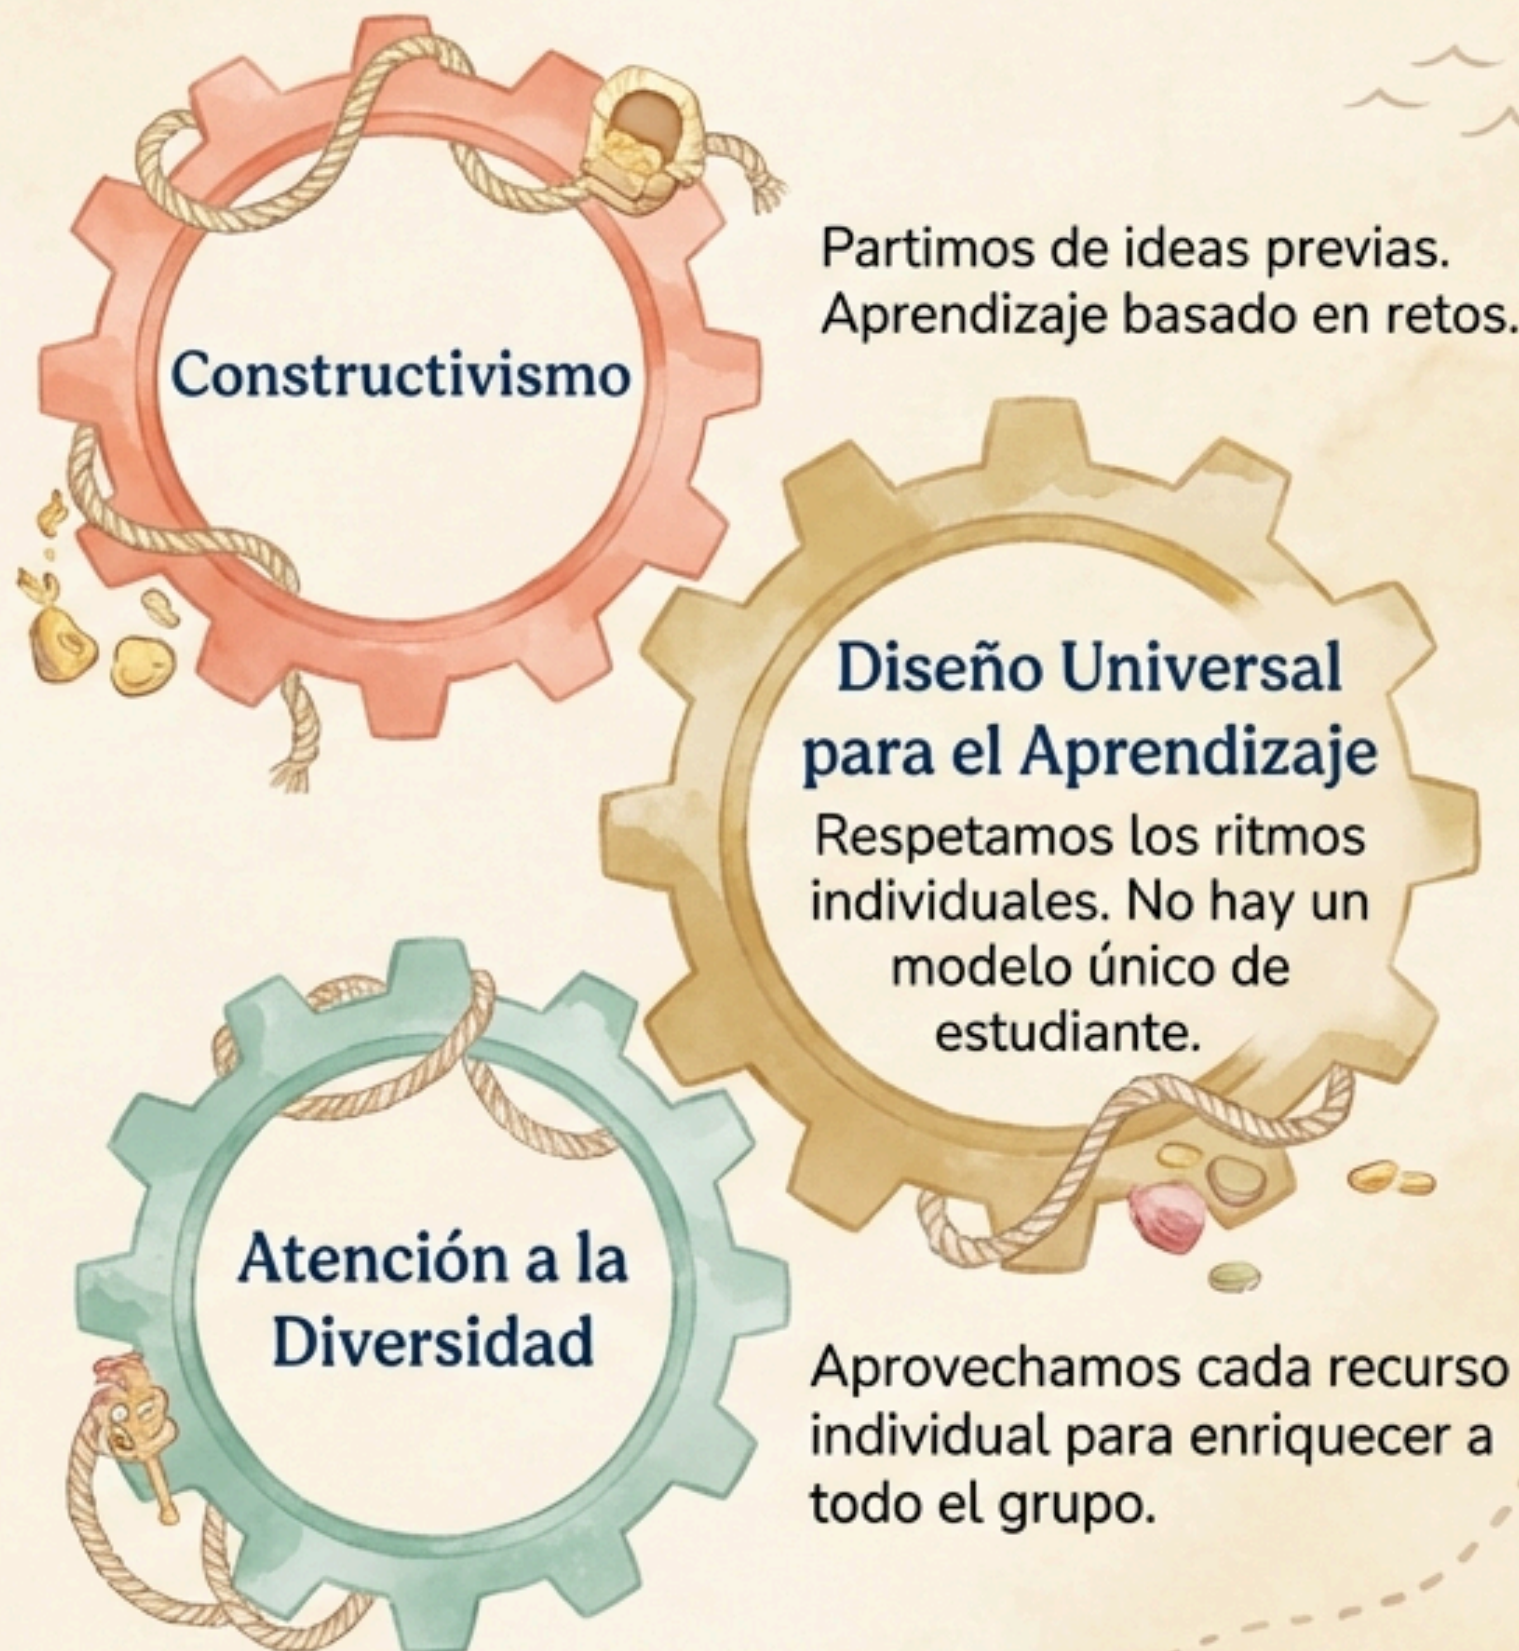 Constructivismo
Partimos de ideas previas.
Aprendizaje basado en retos.
Diseño Universal
para el Aprendizaje
Respetamos los ritmos
individuales. No hay un
modelo único de
estudiante.
Atención a la
Diversidad
Aprovechamos cada recurso
individual para enriquecer a
todo el grupo.